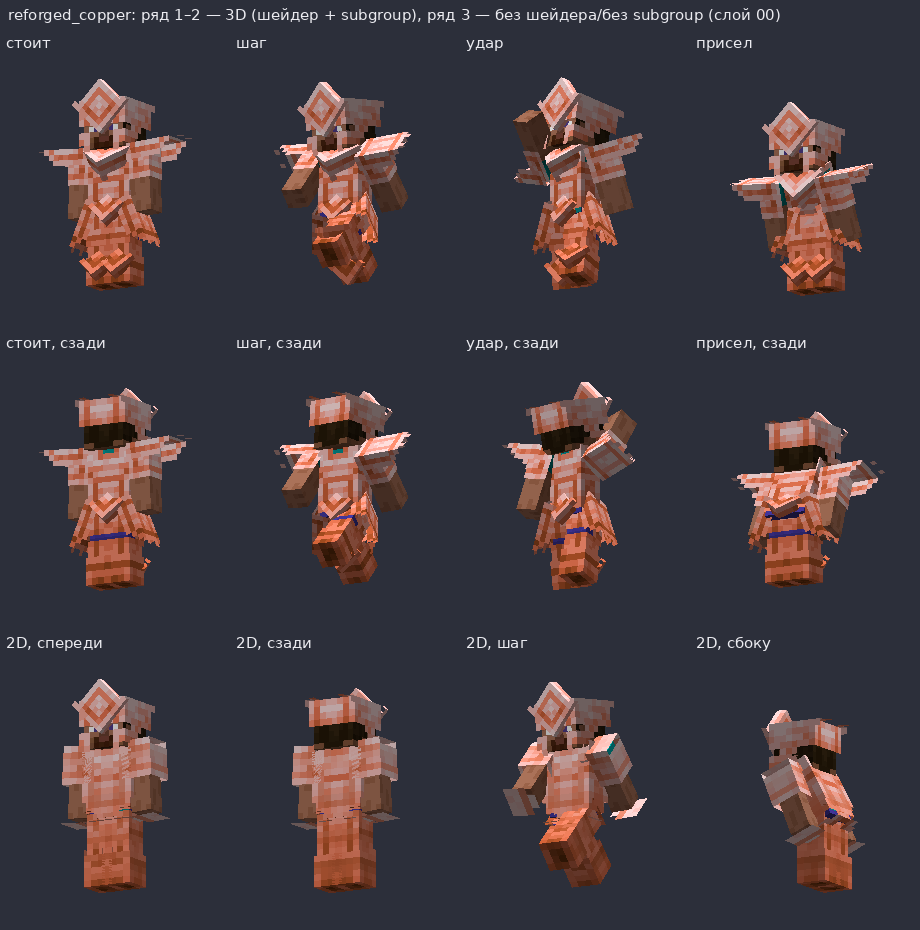 reforged_copper: ряд 1–2 — 3D (шейдер + subgroup), ряд 3 — без шейдера/без subgroup (слой 00)
стоит шаг удар присел
стоит, сзади шаг, сзади удар, сзади присел, сзади
2D, спереди 2D, сзади 2D, шаг 2D, сбоку